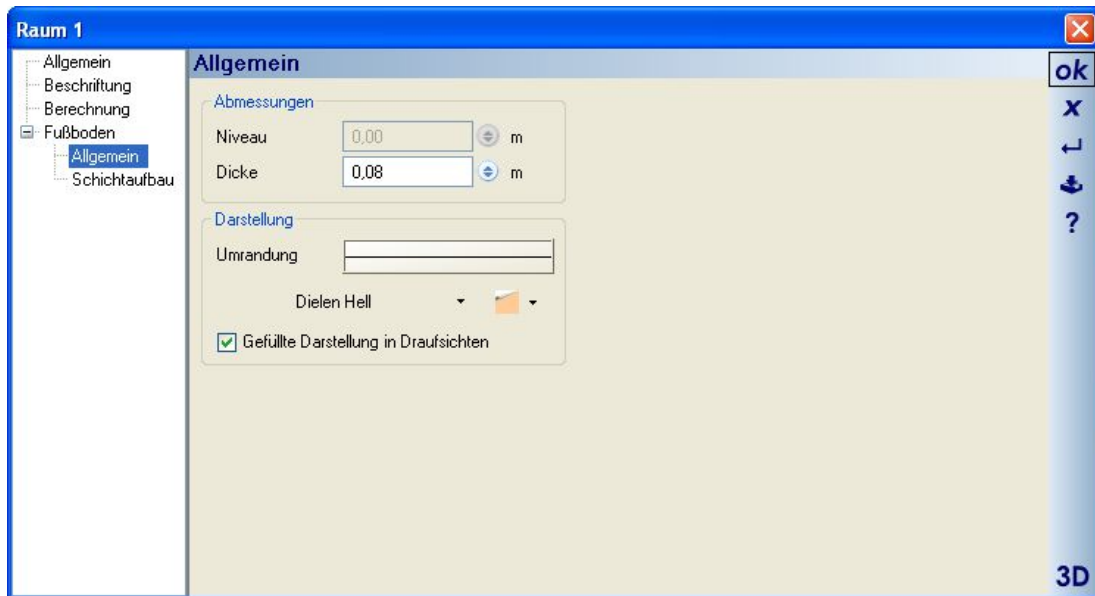 Raum 1
Allgemein
Beschriftung
Berechnung
Fußboden
Allgemein
Schichtaufbau
Allgemein
Abmessungen
Niveau 0,00 m
Dicke 0,08 m
Darstellung
Umrandung
Dielen Hell
Gefüllte Darstellung in Draufsichten
ok
x
?
3D